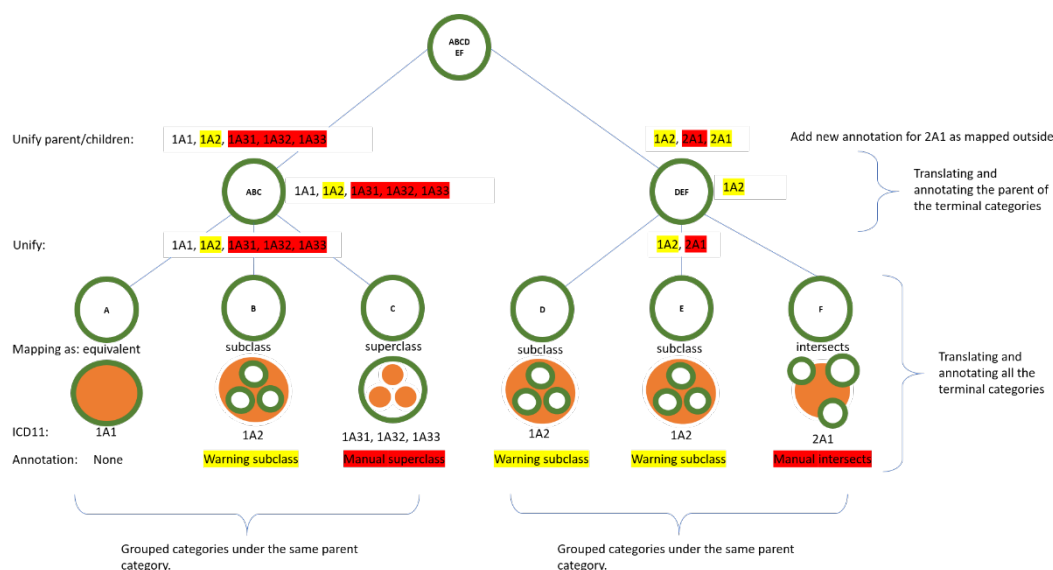 ABCD
EF
Unify parent/children:
1A1, 1A2, 1A31, 1A32, 1A33
1A2, 2A1, 2A1
Add new annotation for 2A1 as mapped outside
ABC
1A1, 1A2, 1A31, 1A32, 1A33
DEF
1A2
Translating and
annotating the parent of
the terminal categories
Unify:
1A1, 1A2, 1A31, 1A32, 1A33
1A2, 2A1
A
B
C
D
E
F
Mapping as: equivalent
subclass
superclass
subclass
subclass
intersects
Translating and
annotating all the
terminal categories
ICD11:
1A1
1A2
1A31, 1A32, 1A33
1A2
1A2
2A1
Annotation:
None
Warning subclass
Manual superclass
Warning subclass
Warning subclass
Manual intersects
Grouped categories under the same parent
category.
Grouped categories under the same parent
category.